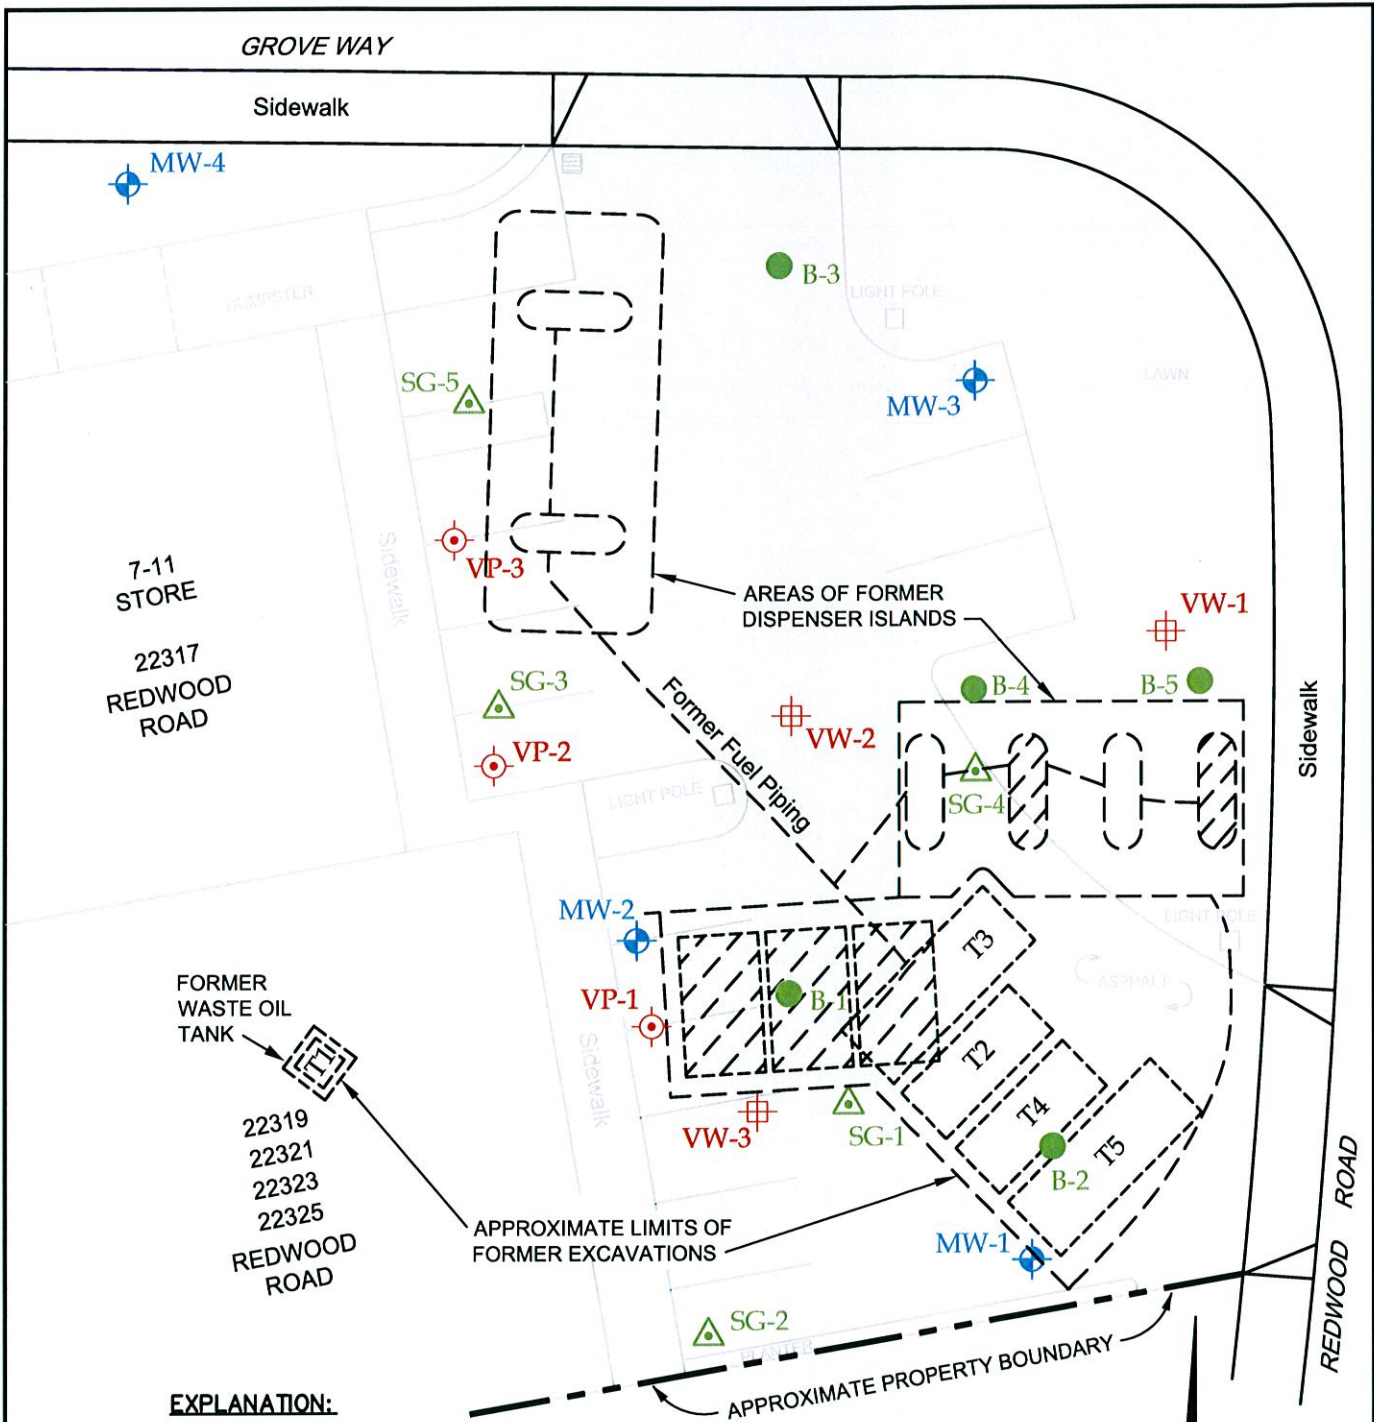 GROVE WAY
Sidewalk
MW-4
B-3
DUMPSTER
LIGHT POLE
SG-5
MW-3
LAWN
7-11
STORE
22317
REDWOOD
ROAD
Sidewalk
VP-3
AREAS OF FORMER
DISPENSER ISLANDS
VW-1
SG-3
B-4
B-5
VP-2
VW-2
Former Fuel Piping
Sidewalk
LIGHT POLE
SG-4
MW-2
LIGHT POLE
FORMER
WASTE OIL
TANK
VP-1
B-1
T3
ASPHALT
T1
T2
Sidewalk
T4
VW-3
SG-1
T5
B-2
22319
22321
22323
22325
REDWOOD
ROAD
APPROXIMATE LIMITS OF
FORMER EXCAVATIONS
MW-1
REDWOOD ROAD
SG-2
PLANTER
APPROXIMATE PROPERTY BOUNDARY
EXPLANATION: